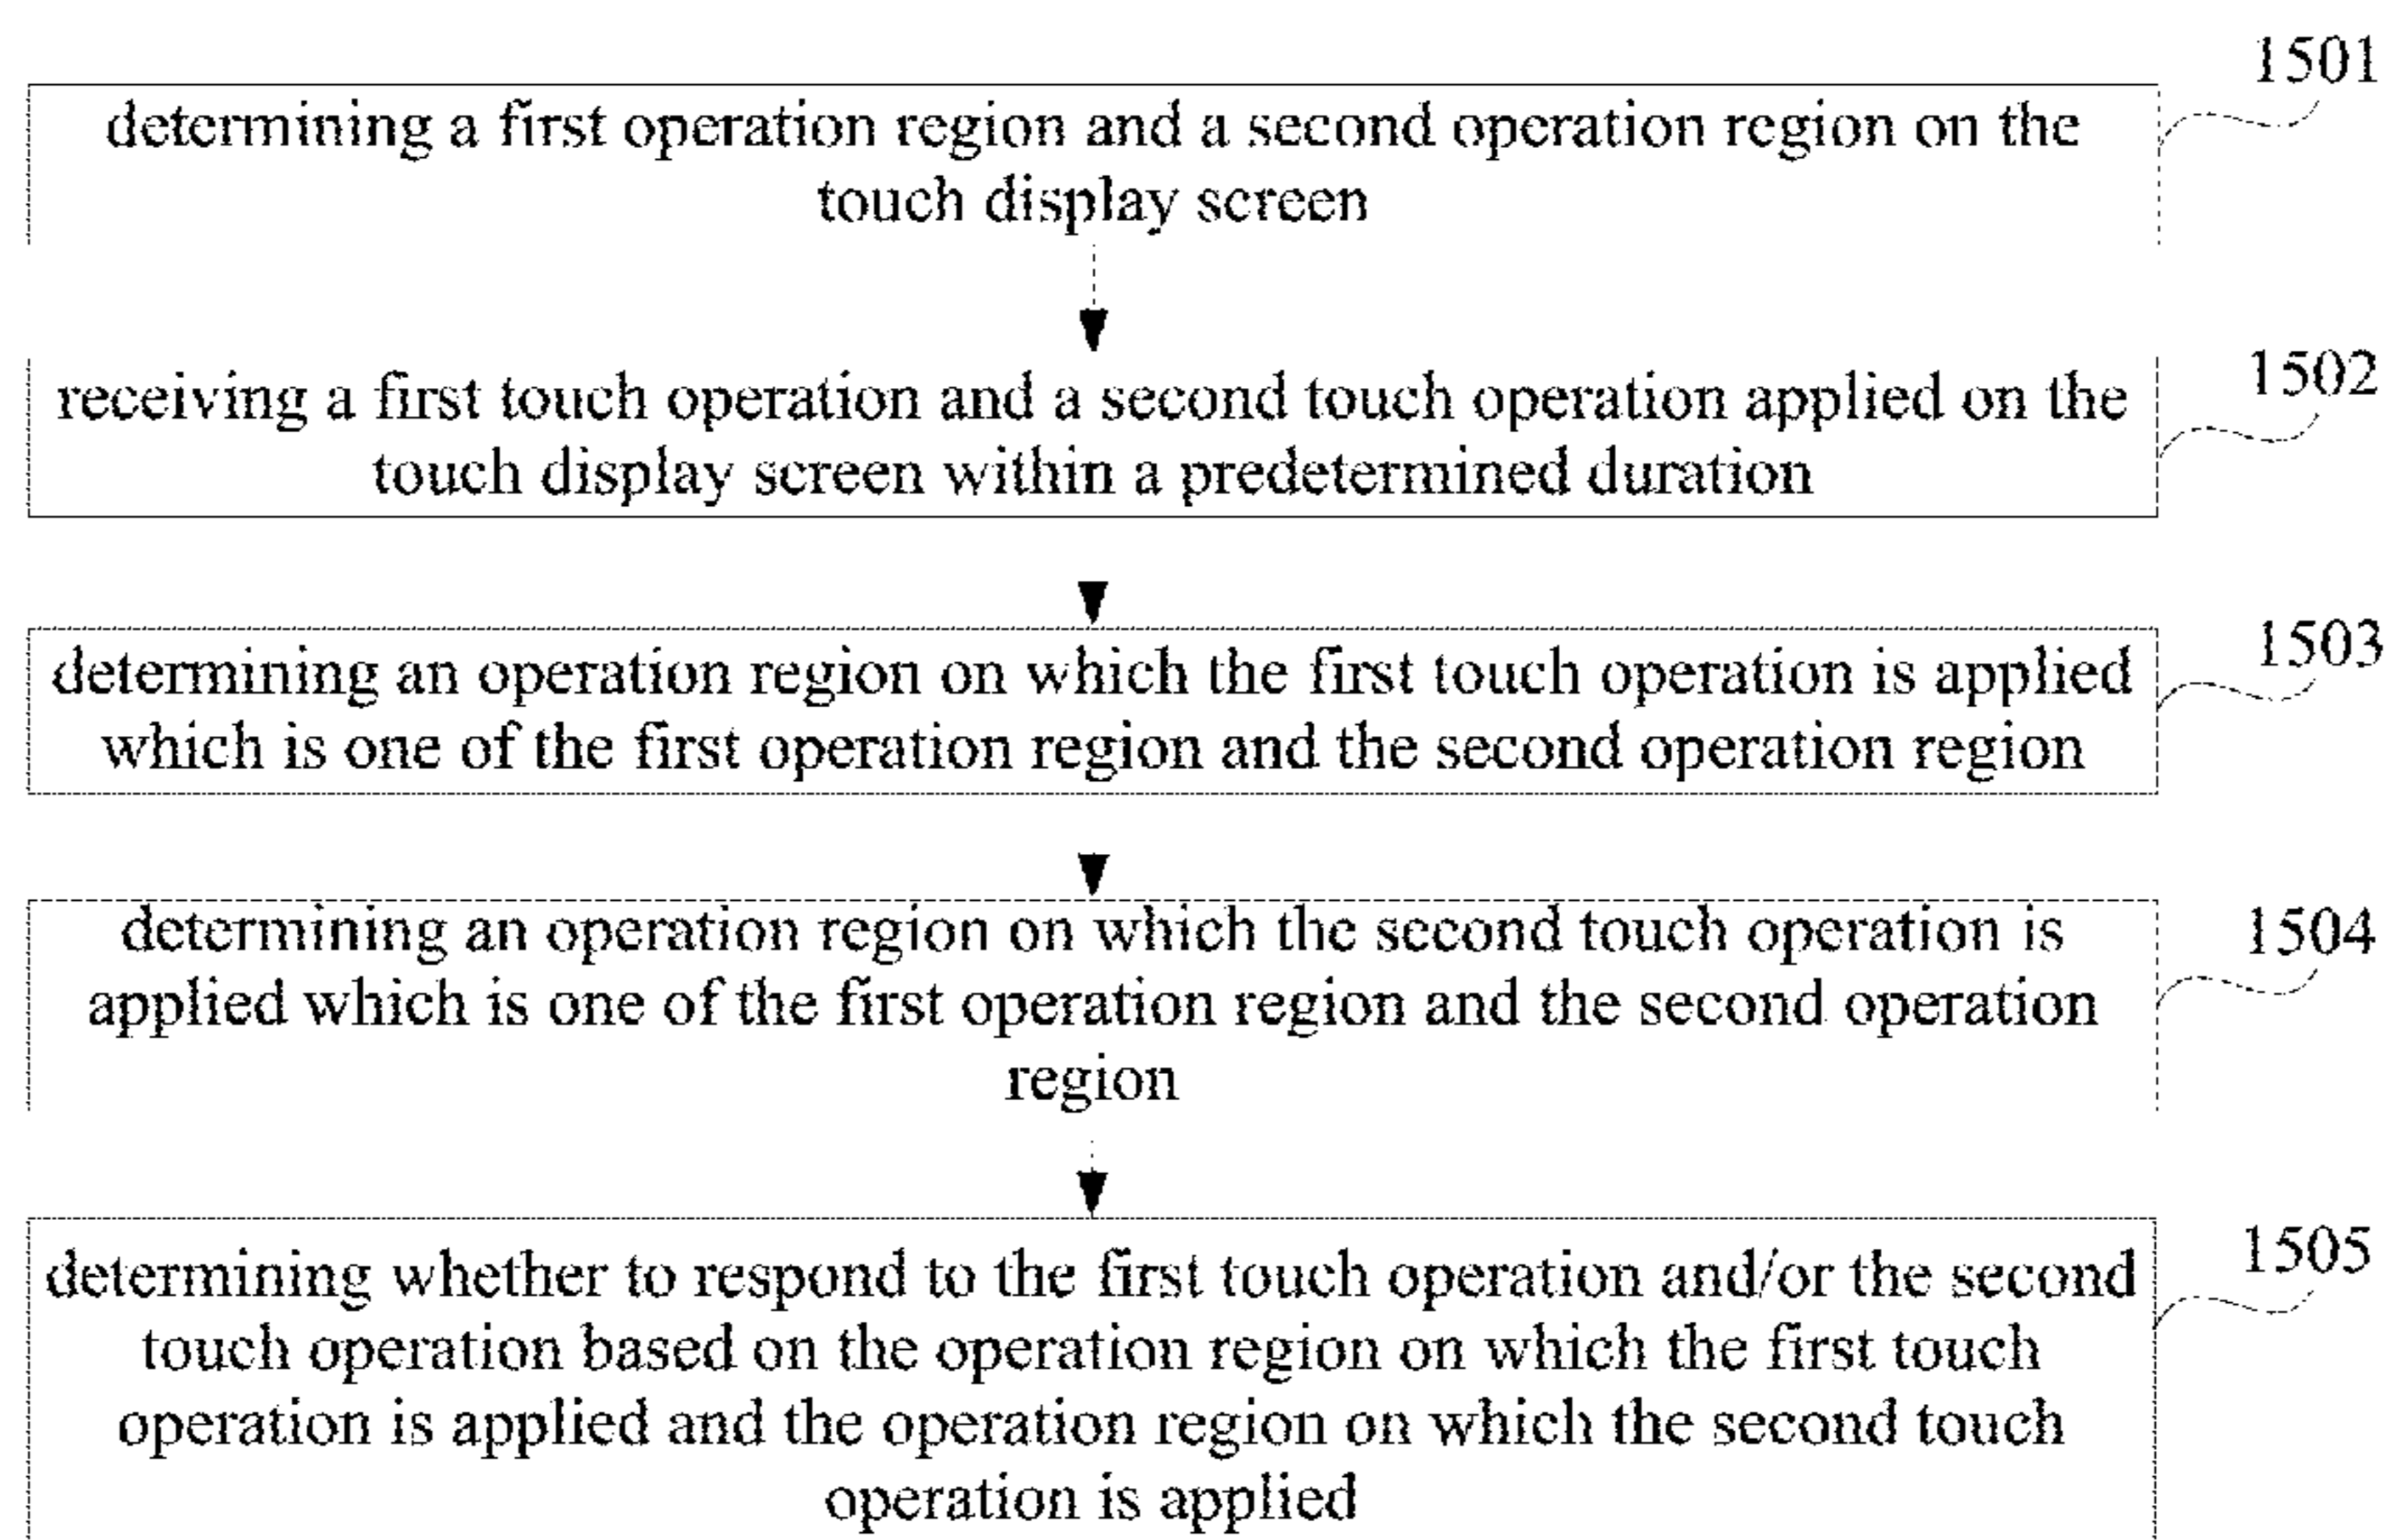 1501
determining a first operation region and a second operation region on the
touch display screen
1502
receiving a first touch operation and a second touch operation applied on the
touch display screen within a predetermined duration
1503
determining an operation region on which the first touch operation is applied
which is one of the first operation region and the second operation region
1504
determining an operation region on which the second touch operation is
applied which is one of the first operation region and the second operation
region
1505
determining whether to respond to the first touch operation and/or the second
touch operation based on the operation region on which the first touch
operation is applied and the operation region on which the second touch
operation is applied